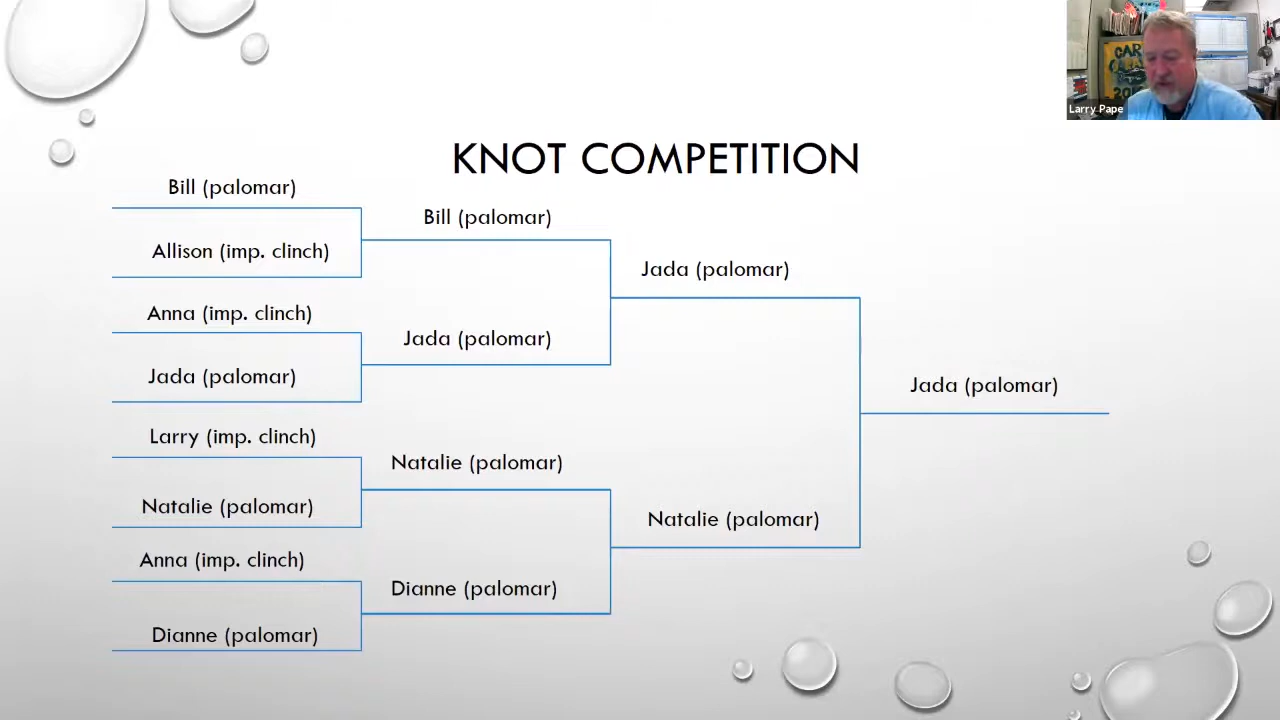 Larry Pape
KNOT COMPETITION
Bill (palomar)
Allison (imp. clinch)
Anna (imp. clinch)
Jada (palomar)
Larry (imp. clinch)
Natalie (palomar)
Anna (imp. clinch)
Dianne (palomar)
Bill (palomar)
Jada (palomar)
Natalie (palomar)
Dianne (palomar)
Jada (palomar)
Natalie (palomar)
Jada (palomar)